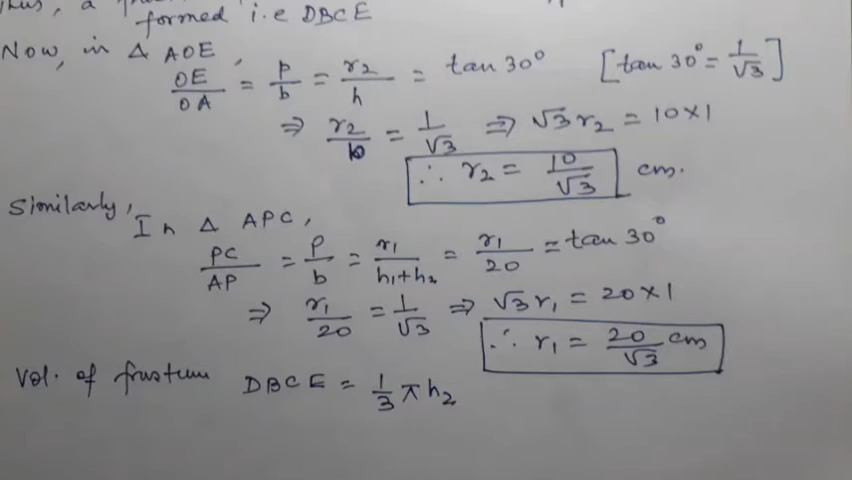 Thus, a
formed i.e DBCE
Now, in Δ AOE,
OE/OA = p/b = r₂/h = tan 30° [tan 30° = 1/√3]
⇒ r₂/10 = 1/√3 ⇒ √3 r₂ = 10×1
∴ r₂ = 10/√3 cm.
Similarly,
In Δ APC,
PC/AP = p/b = r₁/h₁+h₂ = r₁/20 = tan 30°
⇒ r₁/20 = 1/√3 ⇒ √3 r₁ = 20×1
∴ r₁ = 20/√3 cm
Vol. of frustum DBCE = 1/3 π h₂